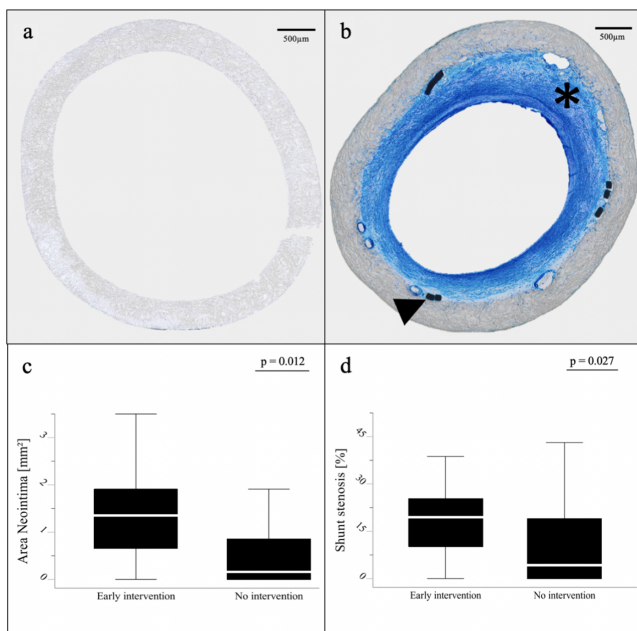 a
500µm
b
500µm
*
c
p = 0.012
Area Neointima [mm²]
3
2
1
0
Early intervention
No intervention
d
p = 0.027
Shunt stenosis [%]
45
30
15
0
Early intervention
No intervention